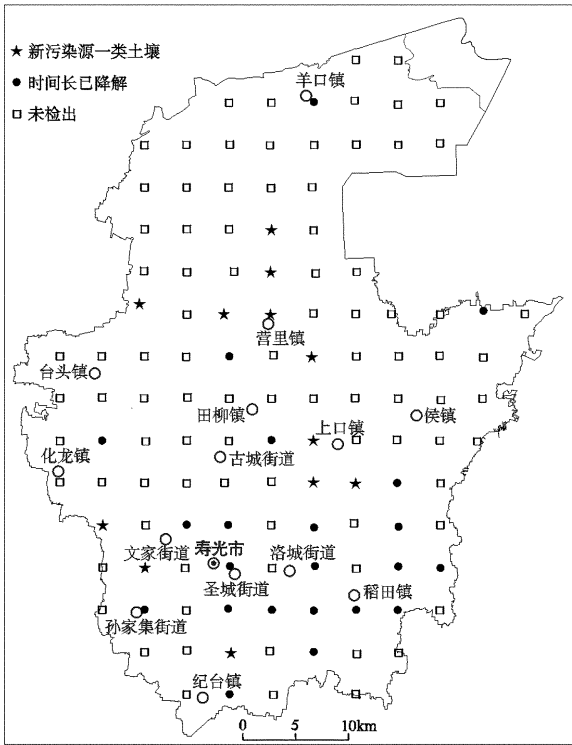 新污染源一类土壤
时间长已降解
未检出
羊口镇
营里镇
台头镇
田柳镇
上口镇
侯镇
化龙镇
古城街道
文家街道
寿光市
洛城街道
圣城街道
稻田镇
孙家集街道
纪台镇
0 5 10km